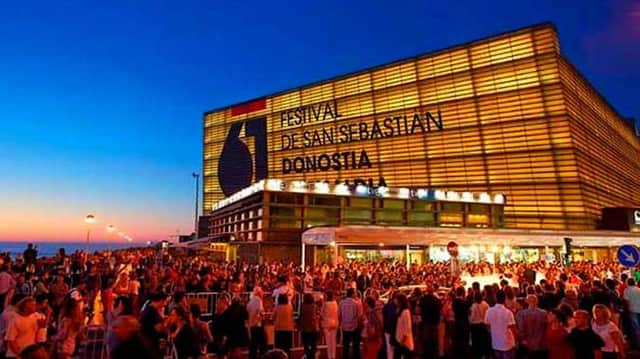 61
FESTIVAL
DE SAN SEBASTIÁN
DONOSTIA